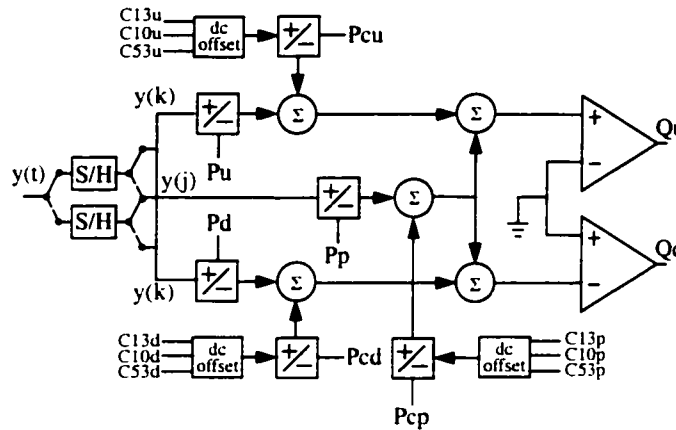 C13u
C10u
C53u
dc
offset
+/−
Pcu
y(k)
+/−
Σ
Σ
+
−
Pu
y(t)
S/H
S/H
y(j)
+/−
Σ
Pd
Pp
y(k)
+/−
Σ
Σ
+
−
C13d
C10d
C53d
dc
offset
+/−
Pcd
+/−
dc
offset
C13p
C10p
C53p
Pcp